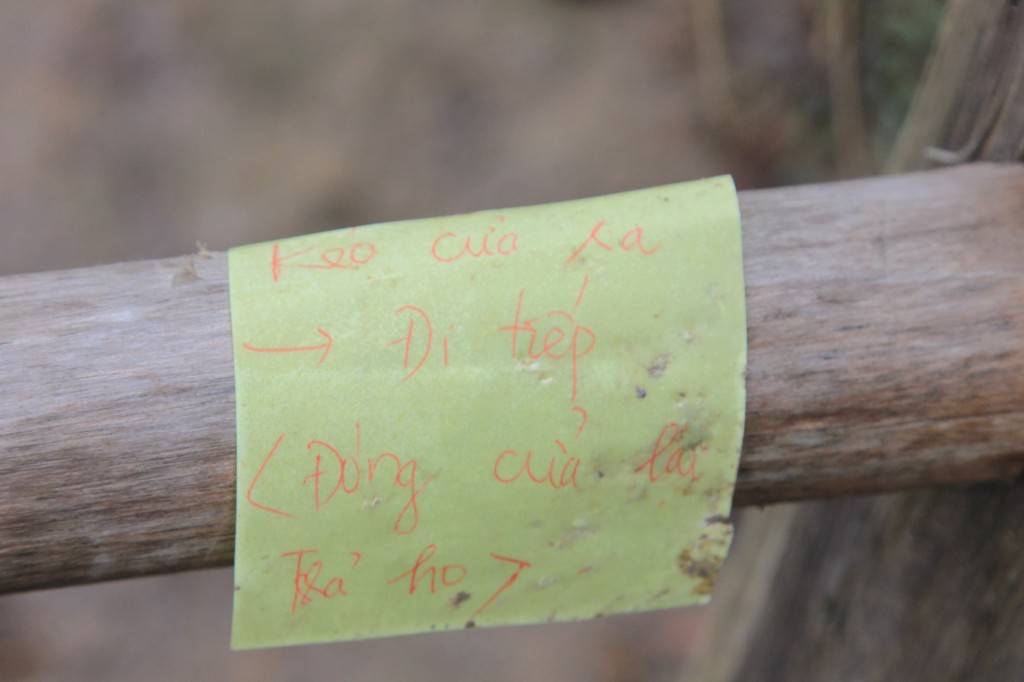 Kéo cửa ra
→ Đi tiếp
< Đóng cửa lại
Trả họ >